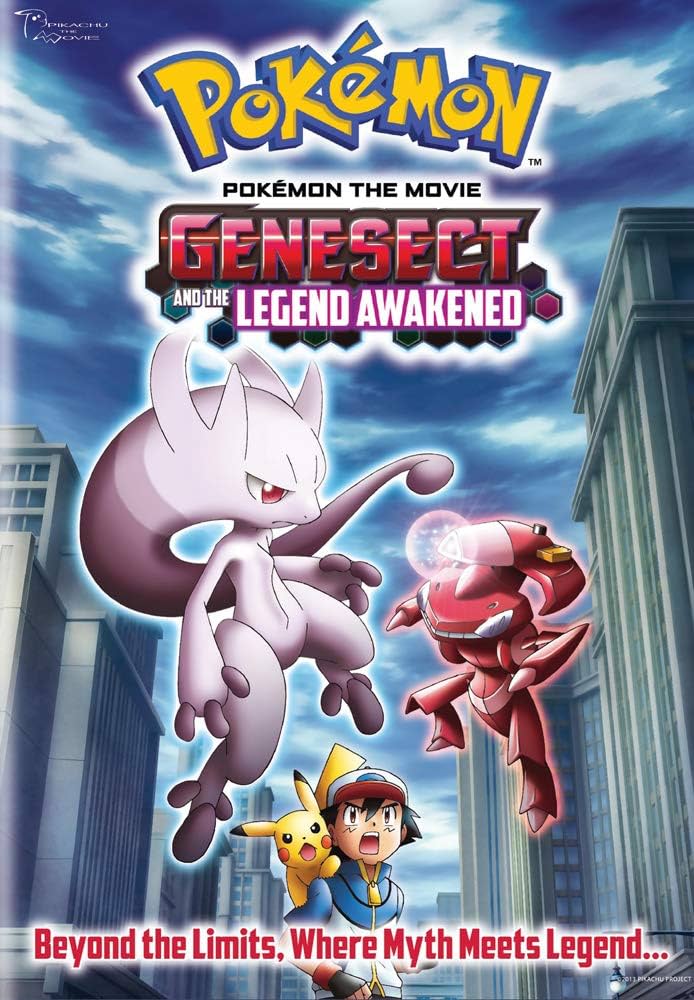 PIKACHU
THE
MOVIE
POKéMON
TM
POKÉMON THE MOVIE
GENESECT
AND THE LEGEND AWAKENED
Beyond the Limits, Where Myth Meets Legend...
©2013 PIKACHU PROJECT